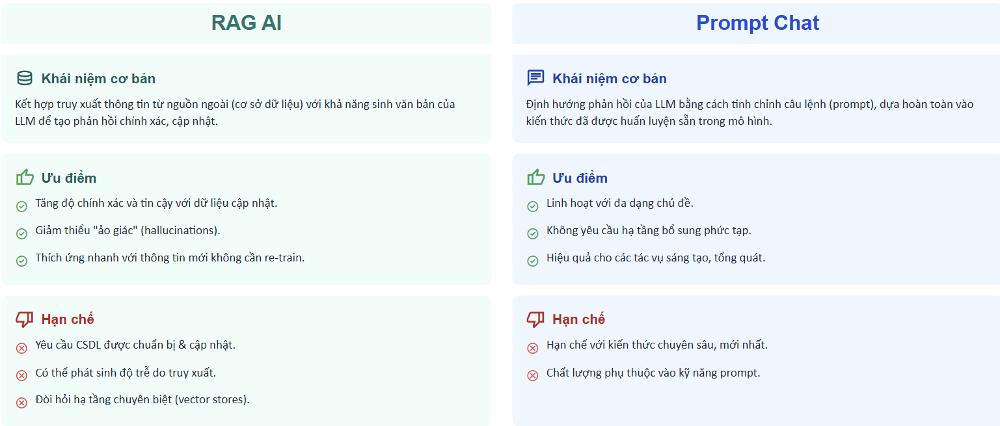 RAG AI
Khái niệm cơ bản
Kết hợp truy xuất thông tin từ nguồn ngoài (cơ sở dữ liệu) với khả năng sinh văn bản của
LLM để tạo phản hồi chính xác, cập nhật.
Ưu điểm
Tăng độ chính xác và tin cậy với dữ liệu cập nhật.
Giảm thiểu "ảo giác" (hallucinations).
Thích ứng nhanh với thông tin mới không cần re-train.
Hạn chế
Yêu cầu CSDL được chuẩn bị & cập nhật.
Có thể phát sinh độ trễ do truy xuất.
Đòi hỏi hạ tầng chuyên biệt (vector stores).
Prompt Chat
Khái niệm cơ bản
Định hướng phản hồi của LLM bằng cách tinh chỉnh câu lệnh (prompt), dựa hoàn toàn vào
kiến thức đã được huấn luyện sẵn trong mô hình.
Ưu điểm
Linh hoạt với đa dạng chủ đề.
Không yêu cầu hạ tầng bổ sung phức tạp.
Hiệu quả cho các tác vụ sáng tạo, tổng quát.
Hạn chế
Hạn chế với kiến thức chuyên sâu, mới nhất.
Chất lượng phụ thuộc vào kỹ năng prompt.